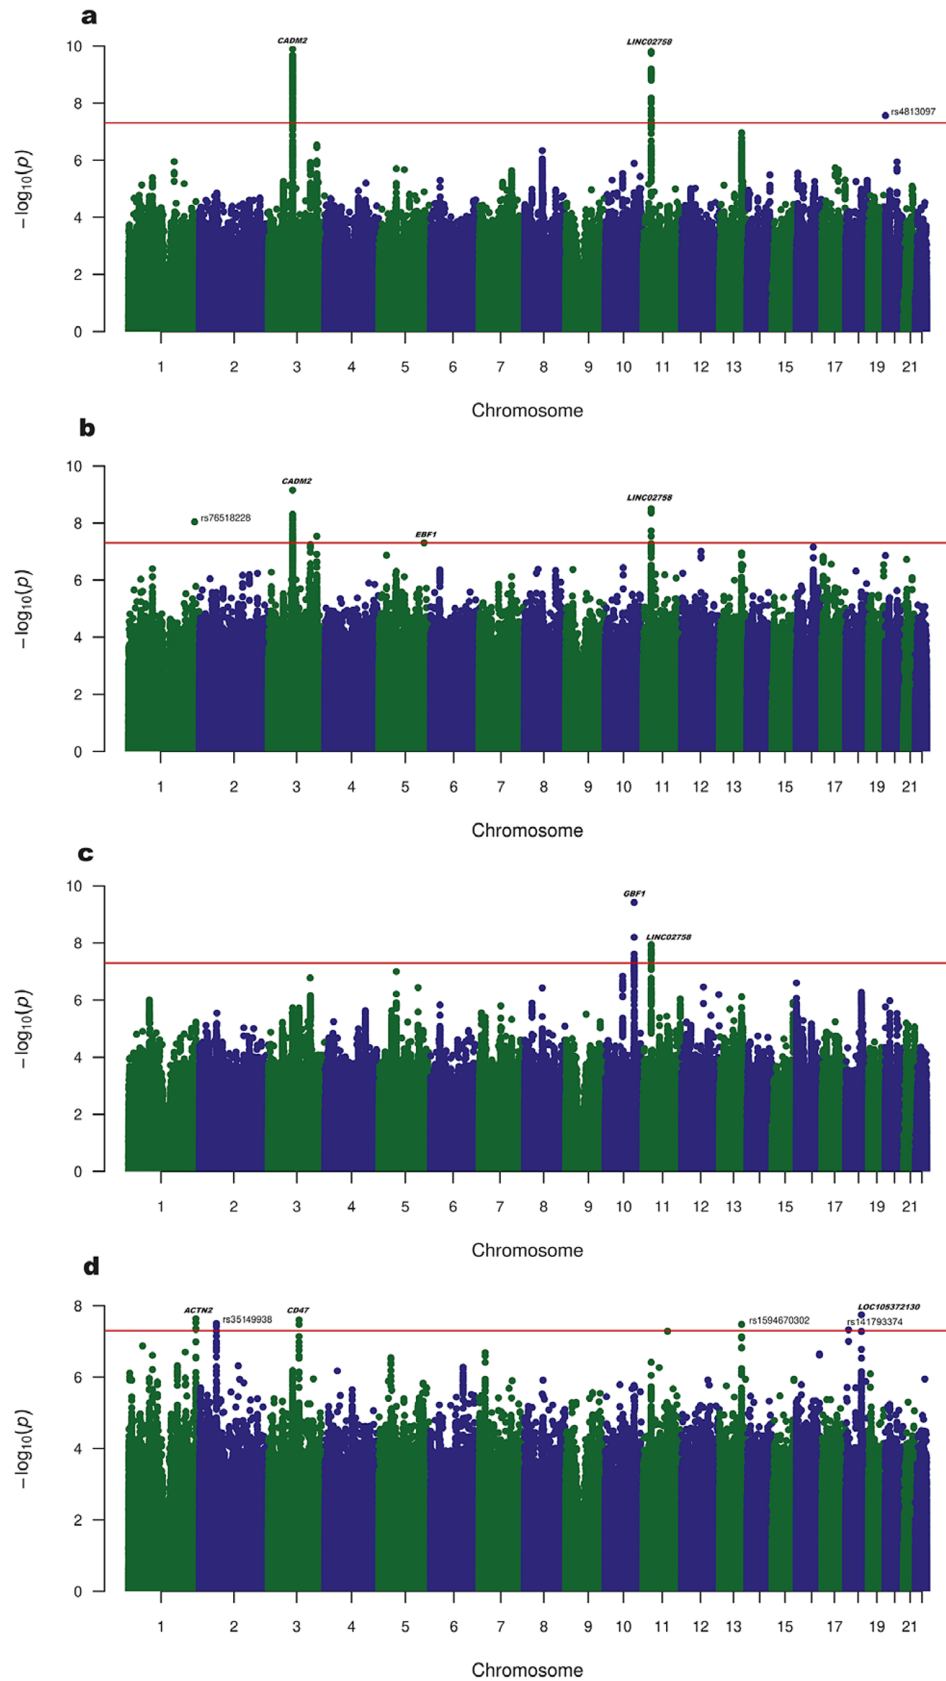 a
CADM2
LINC02758
rs4813097
10
8
6
4
2
0
−log10(p)
1 2 3 4 5 6 7 8 9 10 11 12 13 15 17 19 21
Chromosome
b
CADM2
LINC02758
rs76518228
EBF1
10
8
6
4
2
0
−log10(p)
1 2 3 4 5 6 7 8 9 10 11 12 13 15 17 19 21
Chromosome
c
GBF1
LINC02758
10
8
6
4
2
0
−log10(p)
1 2 3 4 5 6 7 8 9 10 11 12 13 15 17 19 21
Chromosome
d
ACTN2
rs35149938
CD47
rs1594670302
LOC105372130
rs141793374
8
6
4
2
0
−log10(p)
1 2 3 4 5 6 7 8 9 10 11 12 13 15 17 19 21
Chromosome